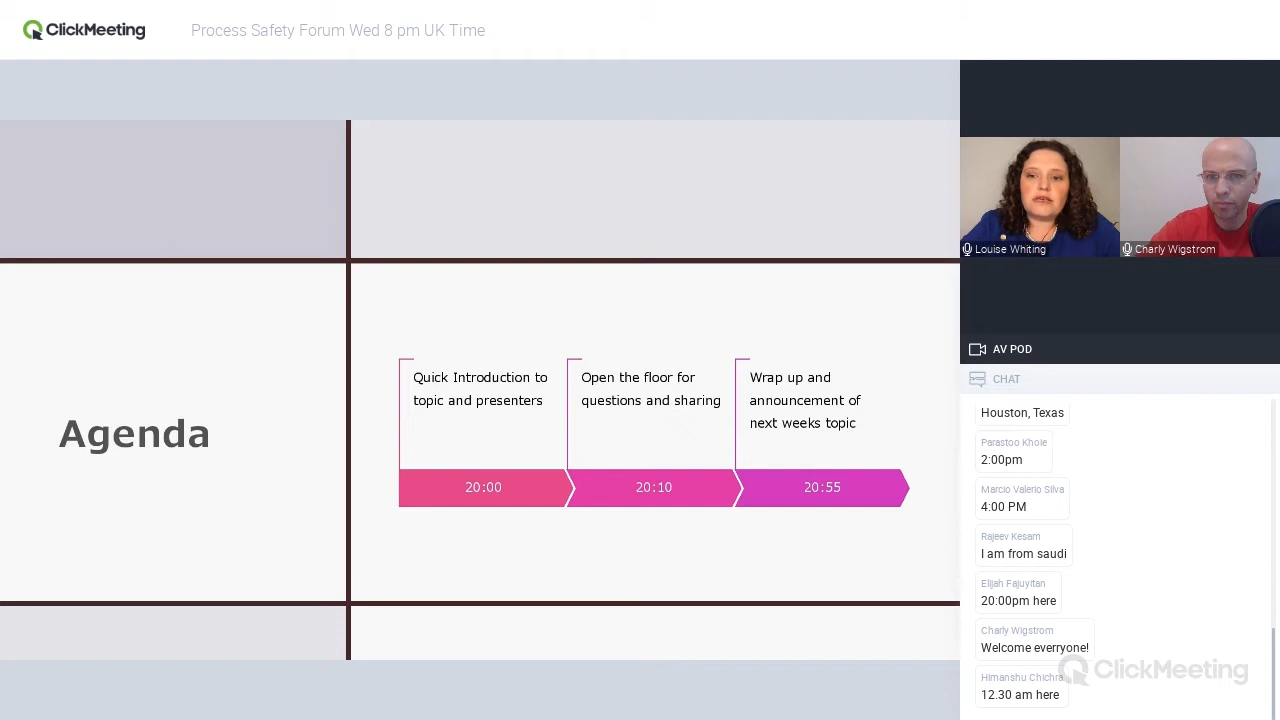 ClickMeeting
Process Safety Forum Wed 8 pm UK Time
Agenda
Quick Introduction to
topic and presenters
Open the floor for
questions and sharing
Wrap up and
announcement of
next weeks topic
20:00
20:10
20:55
Louise Whiting
Charly Wigstrom
AV POD
CHAT
Houston, Texas
Parastoo Khoie
2:00pm
Marcio Valerio Silva
4:00 PM
Rajeev Kesam
I am from saudi
Elijah Fajuyitan
20:00pm here
Charly Wigstrom
Welcome everryone!
Himanshu Chichra
12.30 am here
ClickMeeting